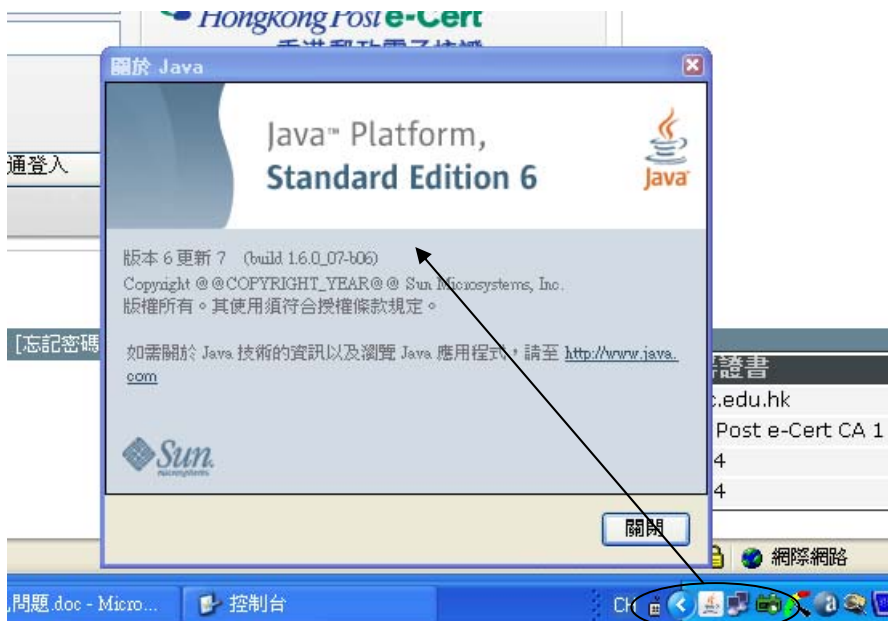 Hongkong Post e-Cert
關於 Java
Java™ Platform,
Standard Edition 6
Java
通登入
版本 6 更新 7 (build 1.6.0_07-b06)
Copyright @@COPYRIGHT_YEAR@@ Sun Microsystems, Inc.
版權所有。其使用須符合授權條款規定。
[忘記密碼
如需關於 Java 技術的資訊以及瀏覽 Java 應用程式，請至 http://www.java.
com
證書
.edu.hk
Post e-Cert CA 1
4
4
Sun
microsystems
關閉
網際網路
問題.doc - Micro...
控制台
CH